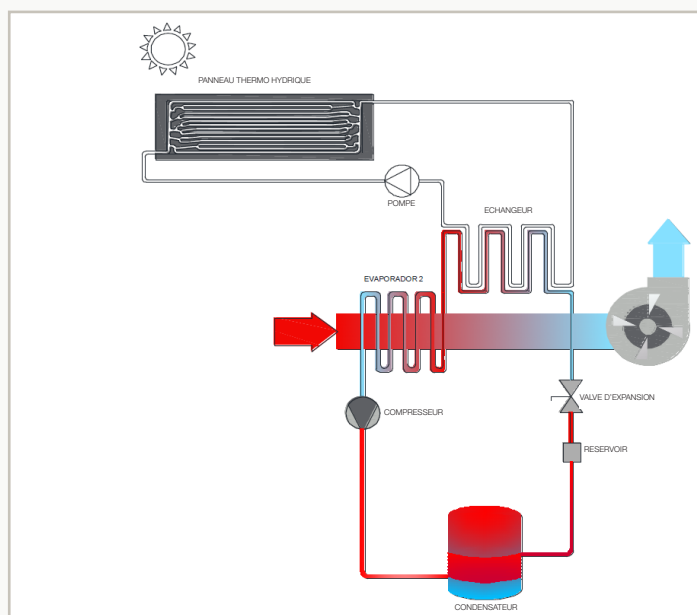 PANNEAU THERMO HYDRIQUE
POMPE
ECHANGEUR
EVAPORADOR 2
COMPRESSEUR
VALVE D'EXPANSION
RESERVOIR
CONDENSATEUR